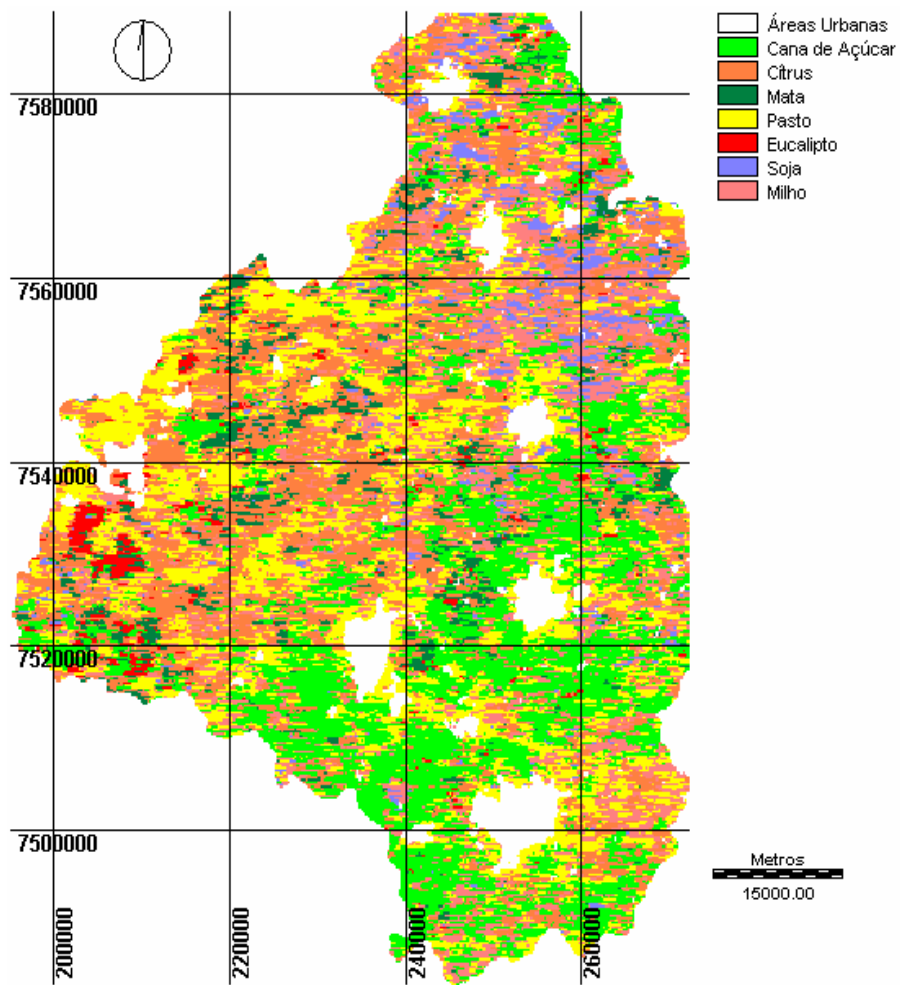 Áreas Urbanas
Cana de Açúcar
Cítrus
Mata
Pasto
Eucalipto
Soja
Milho
7580000
7560000
7540000
7520000
7500000
200000
220000
240000
260000
Metros
15000.00